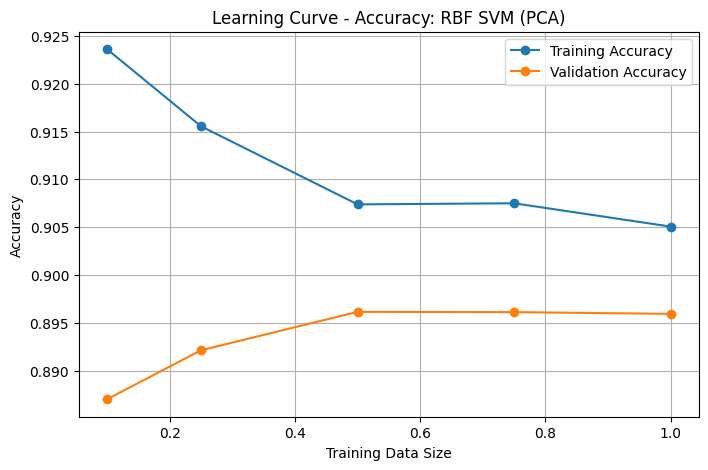 Learning Curve - Accuracy: RBF SVM (PCA)
Training Accuracy
Validation Accuracy
Accuracy
0.925
0.920
0.915
0.910
0.905
0.900
0.895
0.890
0.2
0.4
0.6
0.8
1.0
Training Data Size